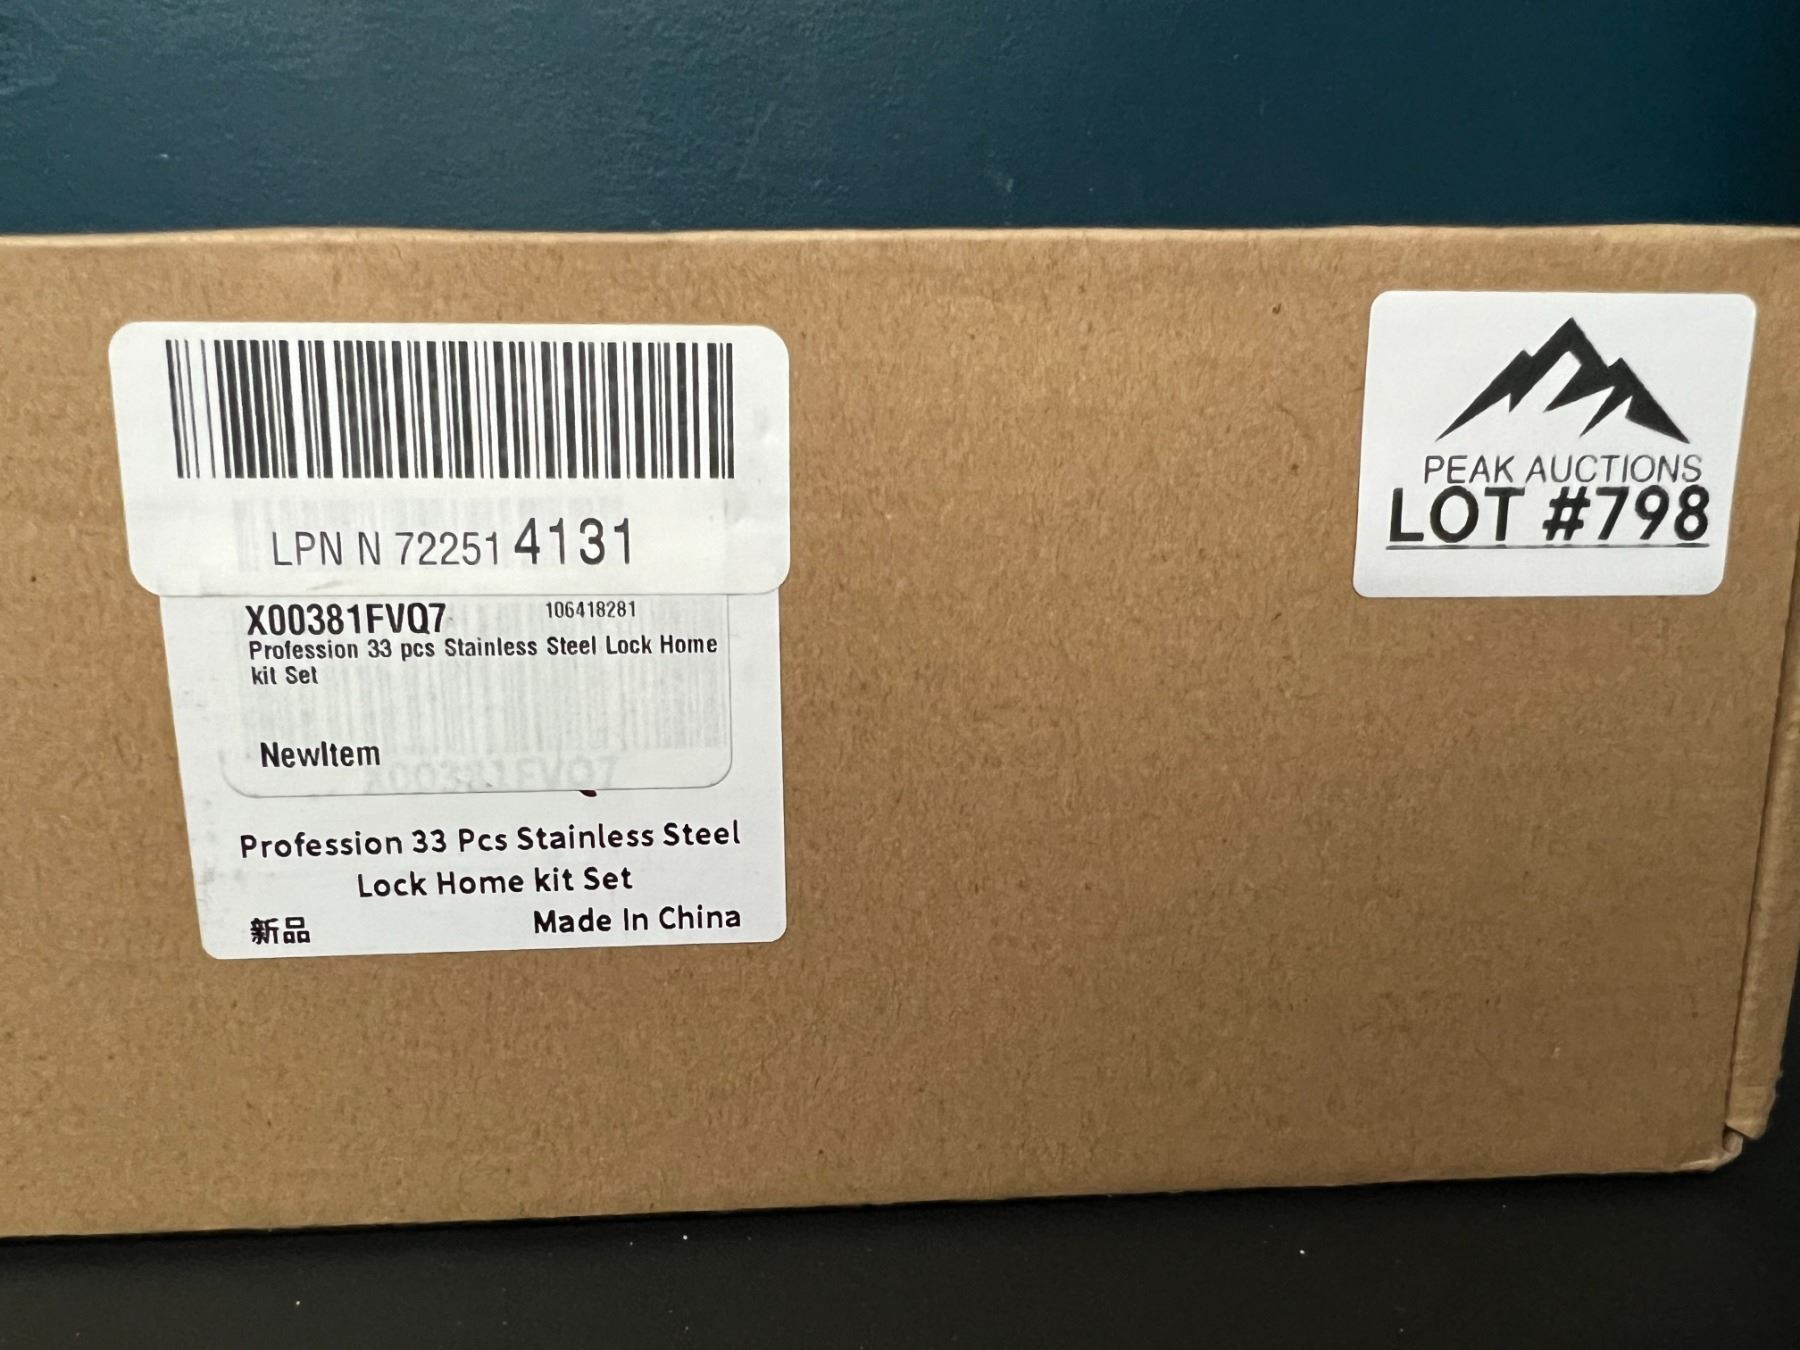 LPN N 72251 4131
X00381FVQ7 106418281
Profession 33 pcs Stainless Steel Lock Home
kit Set
NewItem
Profession 33 Pcs Stainless Steel
Lock Home kit Set
新品 Made In China
PEAK AUCTIONS
LOT #798